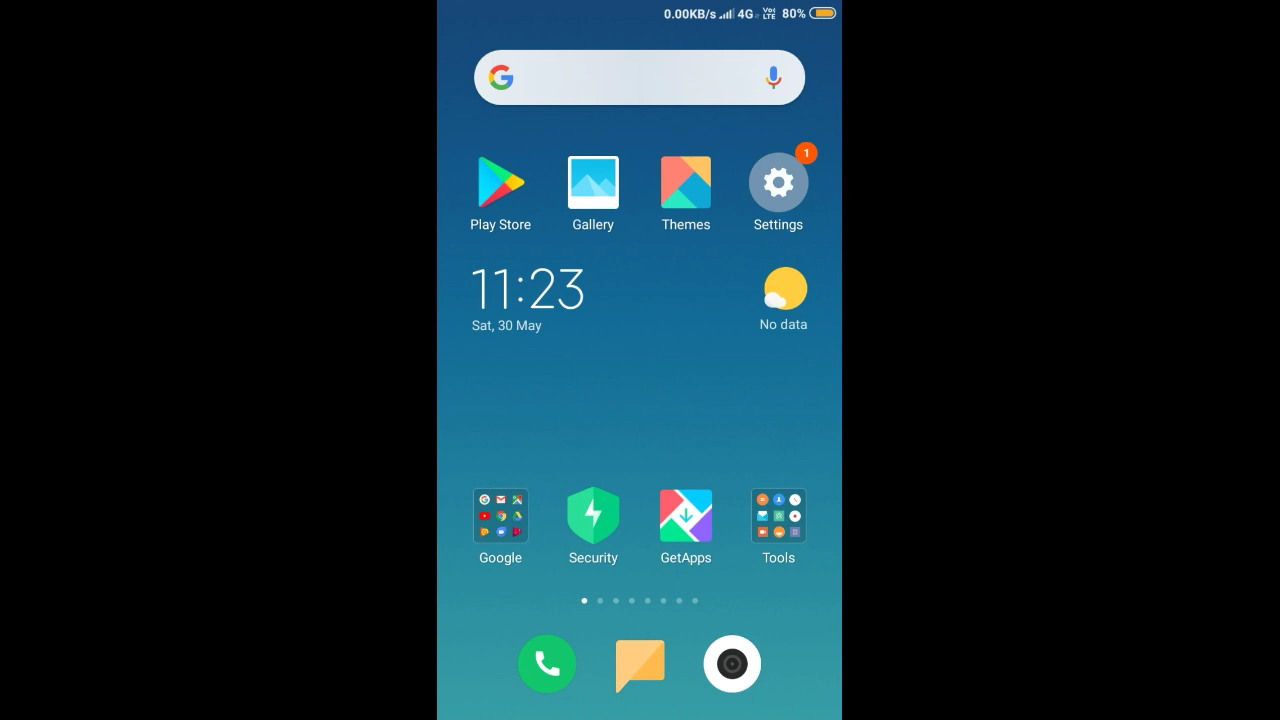 0.00KB/s 4G VoLTE 80%
Play Store Gallery Themes Settings
1
11:23
Sat, 30 May
No data
Google Security GetApps Tools